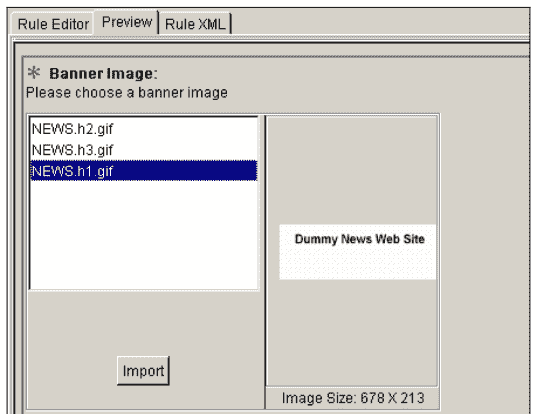 Rule Editor Preview Rule XML
* Banner Image:
Please choose a banner image
NEWS.h2.gif
NEWS.h3.gif
NEWS.h1.gif
Dummy News Web Site
Import
Image Size: 678 X 213